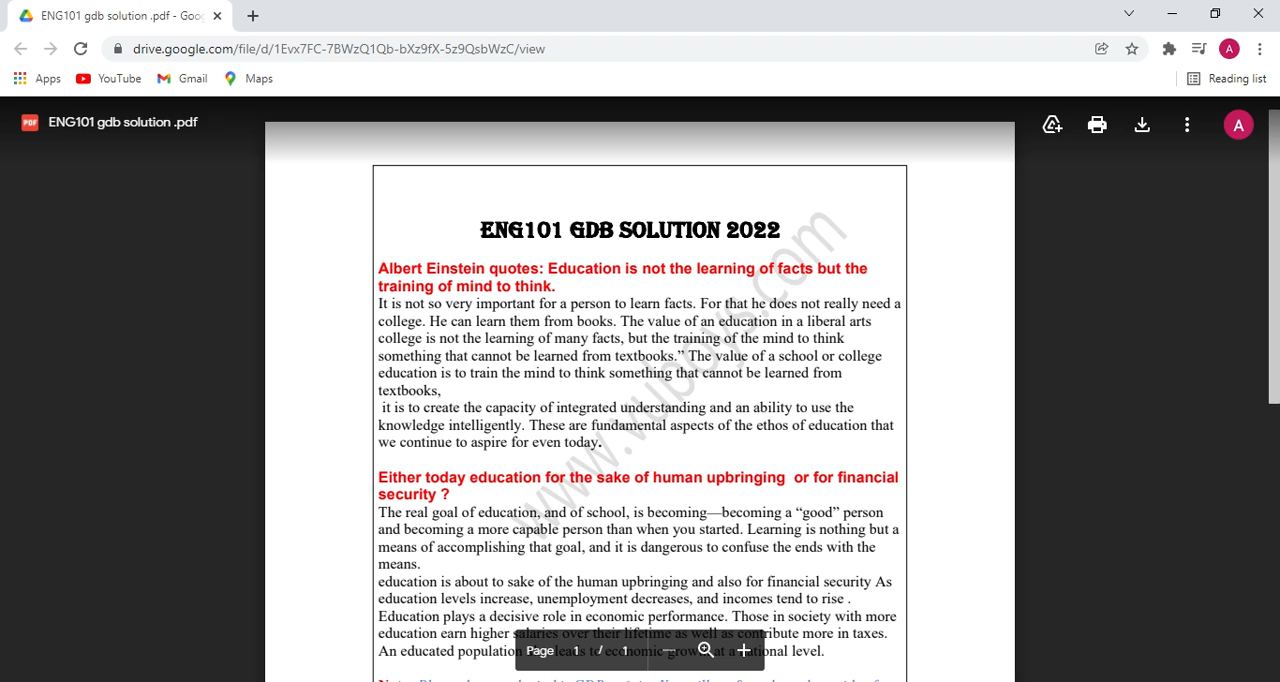 ENG101 gdb solution .pdf - Goo
drive.google.com/file/d/1Evx7FC-7BWzQ1Qb-bXz9fX-5z9QsbWzC/view
A
Apps YouTube Gmail Maps Reading list
PDF ENG101 gdb solution .pdf
A
ENG101 GDB SOLUTION 2022
Albert Einstein quotes: Education is not the learning of facts but the
training of mind to think.
It is not so very important for a person to learn facts. For that he does not really need a
college. He can learn them from books. The value of an education in a liberal arts
college is not the learning of many facts, but the training of the mind to think
something that cannot be learned from textbooks.” The value of a school or college
education is to train the mind to think something that cannot be learned from
textbooks,
it is to create the capacity of integrated understanding and an ability to use the
knowledge intelligently. These are fundamental aspects of the ethos of education that
we continue to aspire for even today.
www.vuboys.com
Either today education for the sake of human upbringing or for financial
security ?
The real goal of education, and of school, is becoming—becoming a “good” person
and becoming a more capable person than when you started. Learning is nothing but a
means of accomplishing that goal, and it is dangerous to confuse the ends with the
means.
education is about to sake of the human upbringing and also for financial security As
education levels increase, unemployment decreases, and incomes tend to rise .
Education plays a decisive role in economic performance. Those in society with more
education earn higher salaries over their lifetime as well as contribute more in taxes.
An educated population leads to economic grow at a national level.
Page 1 / 1